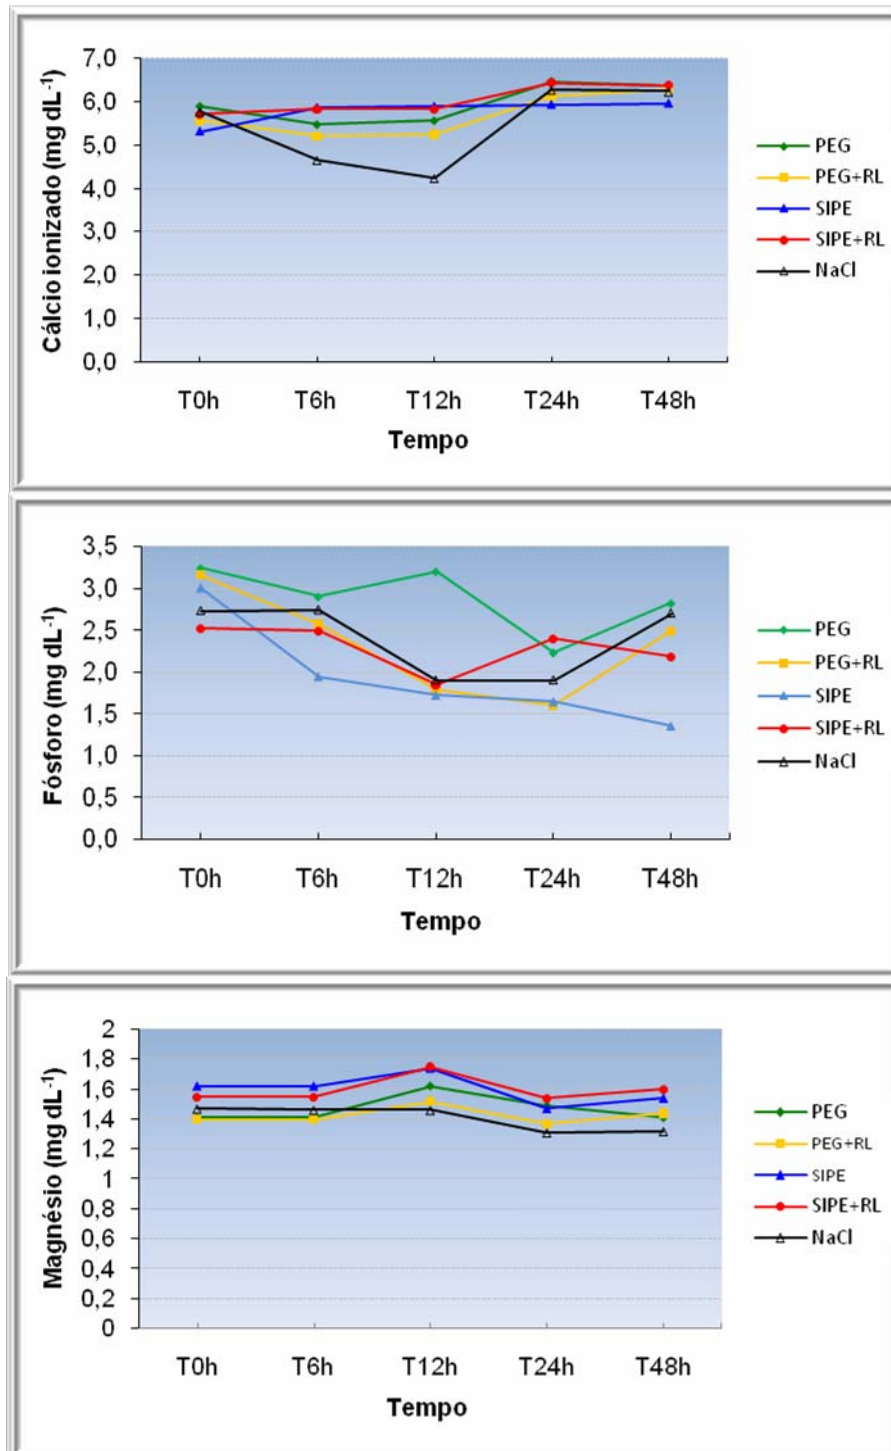 Cálcio ionizado (mg dL⁻¹)
7,0
6,0
5,0
4,0
3,0
2,0
1,0
0,0
T0h T6h T12h T24h T48h
Tempo
PEG
PEG+RL
SIPE
SIPE+RL
NaCl
Fósforo (mg dL⁻¹)
3,5
3,0
2,5
2,0
1,5
1,0
0,5
0,0
T0h T6h T12h T24h T48h
Tempo
PEG
PEG+RL
SIPE
SIPE+RL
NaCl
Magnésio (mg dL⁻¹)
2
1,8
1,6
1,4
1,2
1
0,8
0,6
0,4
0,2
0
T0h T6h T12h T24h T48h
Tempo
PEG
PEG+RL
SIPE
SIPE+RL
NaCl